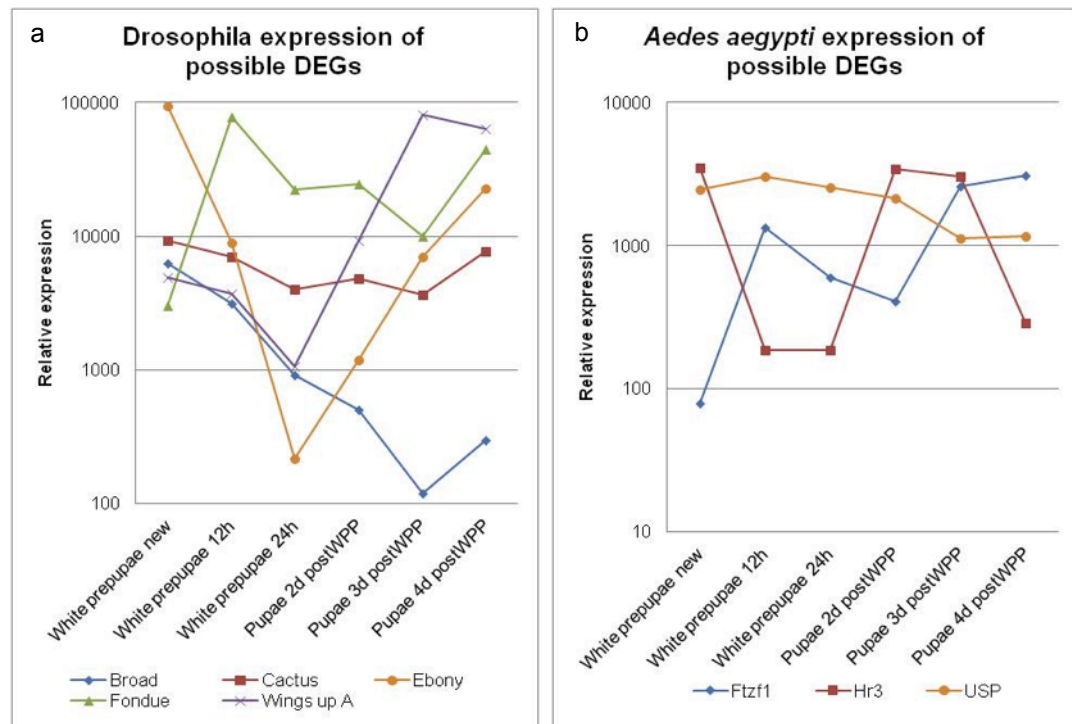 a
Drosophila expression of
possible DEGs
Relative expression
100000
10000
1000
100
White prepupae new
White prepupae 12h
White prepupae 24h
Pupae 2d postWPP
Pupae 3d postWPP
Pupae 4d postWPP
Broad
Cactus
Ebony
Fondue
Wings up A
b
Aedes aegypti expression of
possible DEGs
Relative expression
10000
1000
100
10
White prepupae new
White prepupae 12h
White prepupae 24h
Pupae 2d postWPP
Pupae 3d postWPP
Pupae 4d postWPP
Ftzf1
Hr3
USP